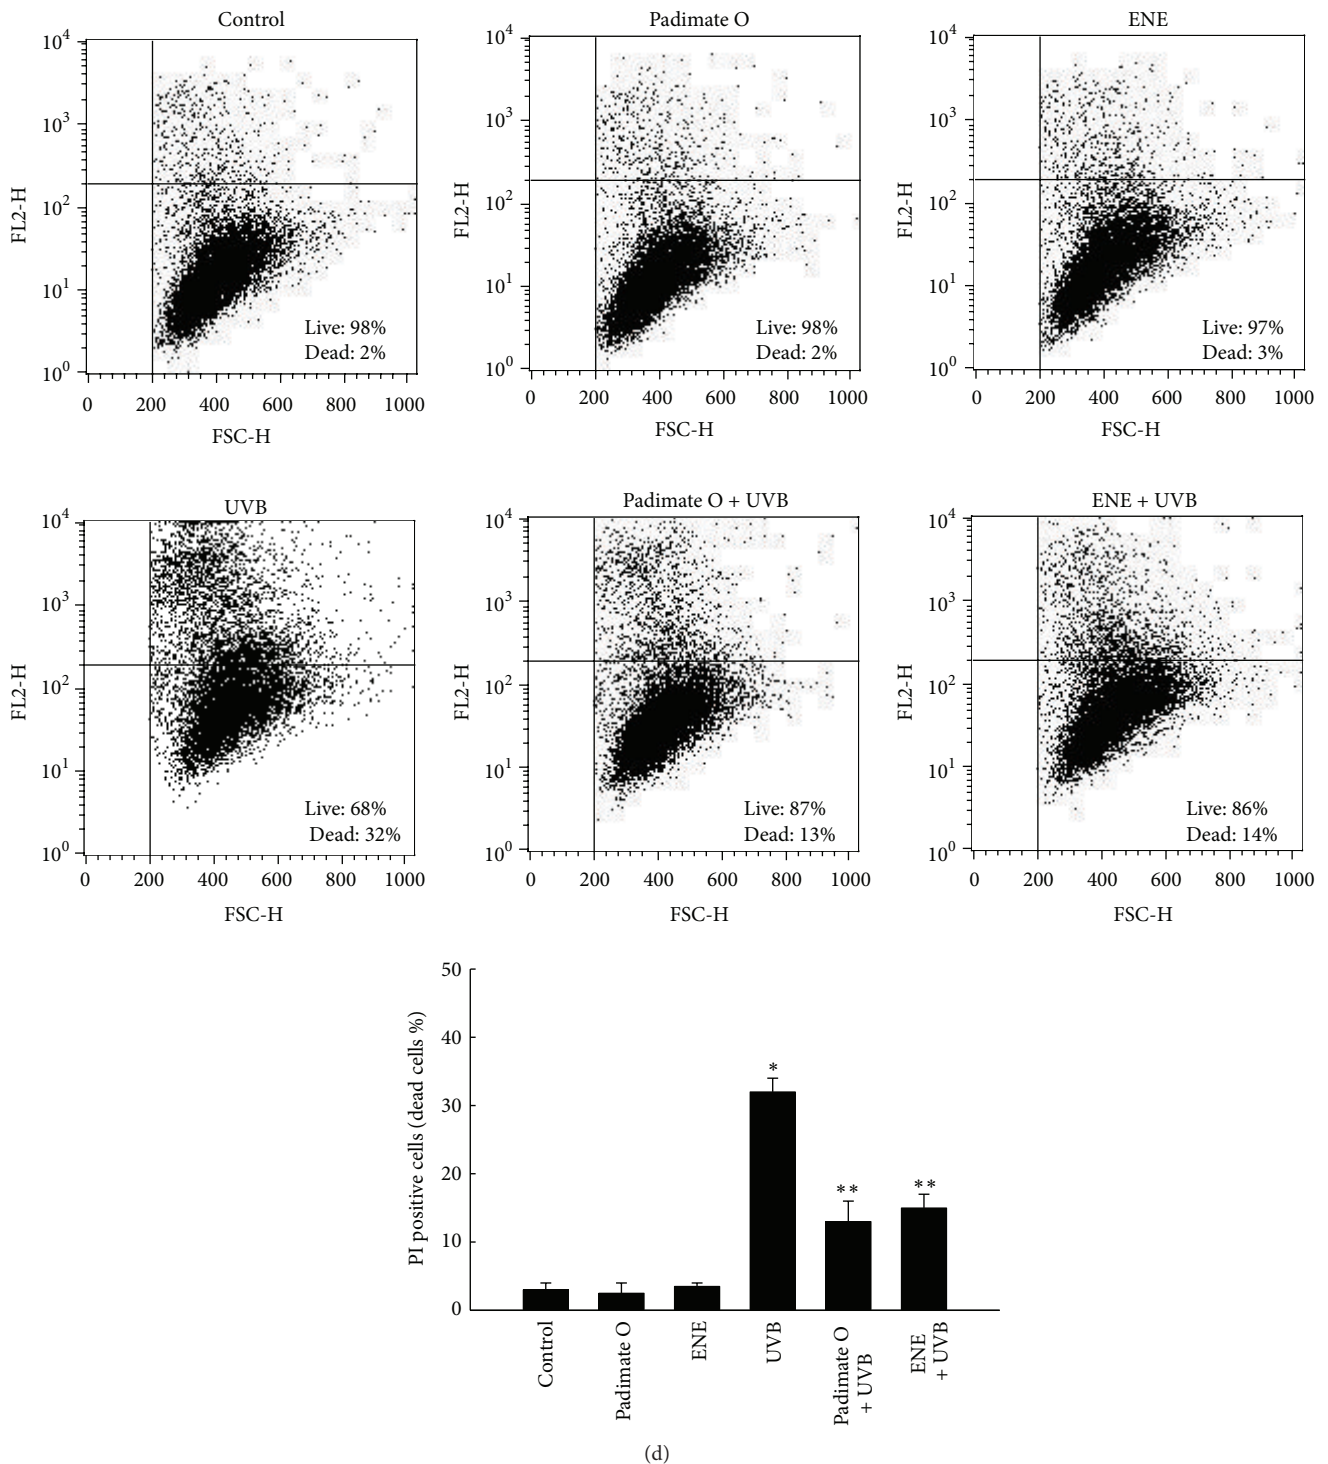 Control
Padimate O
ENE
10^4
10^3
10^2
10^1
10^0
FL2-H
Live: 98%
Dead: 2%
0 200 400 600 800 1000
FSC-H
10^4
10^3
10^2
10^1
10^0
FL2-H
Live: 98%
Dead: 2%
0 200 400 600 800 1000
FSC-H
10^4
10^3
10^2
10^1
10^0
FL2-H
Live: 97%
Dead: 3%
0 200 400 600 800 1000
FSC-H
UVB
Padimate O + UVB
ENE + UVB
10^4
10^3
10^2
10^1
10^0
FL2-H
Live: 68%
Dead: 32%
0 200 400 600 800 1000
FSC-H
10^4
10^3
10^2
10^1
10^0
FL2-H
Live: 87%
Dead: 13%
0 200 400 600 800 1000
FSC-H
10^4
10^3
10^2
10^1
10^0
FL2-H
Live: 86%
Dead: 14%
0 200 400 600 800 1000
FSC-H
50
40
30
20
10
0
PI positive cells (dead cells %)
*
**
**
Control
Padimate O
ENE
UVB
Padimate O
+ UVB
ENE
+ UVB
(d)